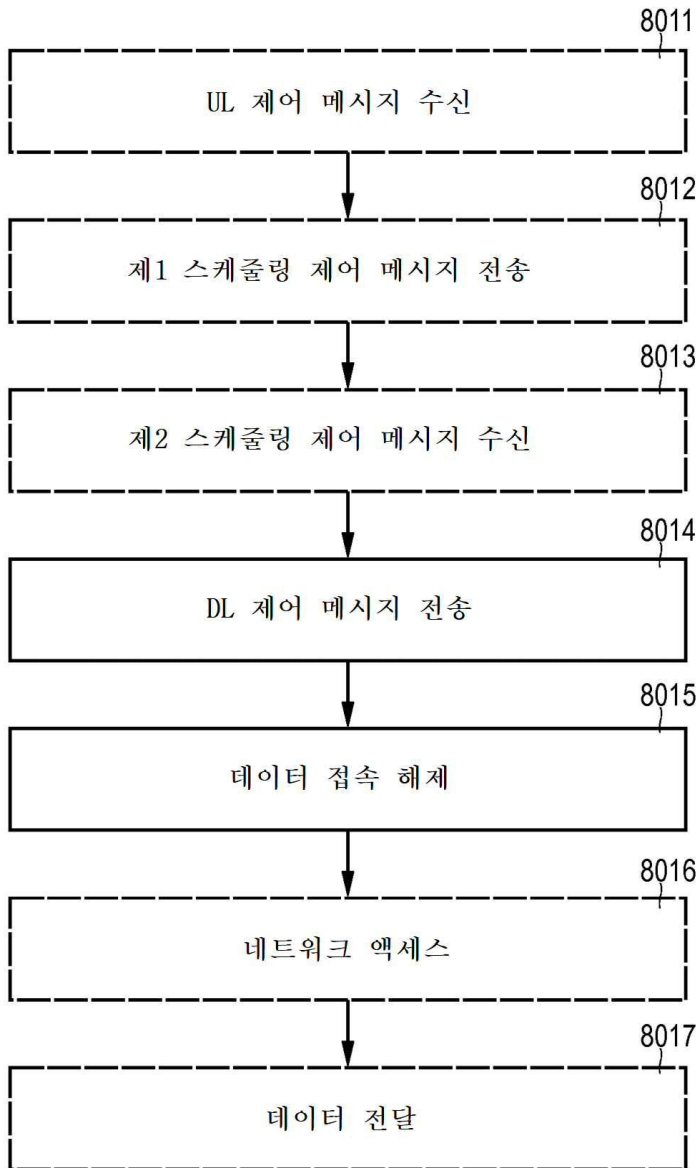 8011
UL 제어 메시지 수신
8012
제1 스케줄링 제어 메시지 전송
8013
제2 스케줄링 제어 메시지 수신
8014
DL 제어 메시지 전송
8015
데이터 접속 해제
8016
네트워크 액세스
8017
데이터 전달